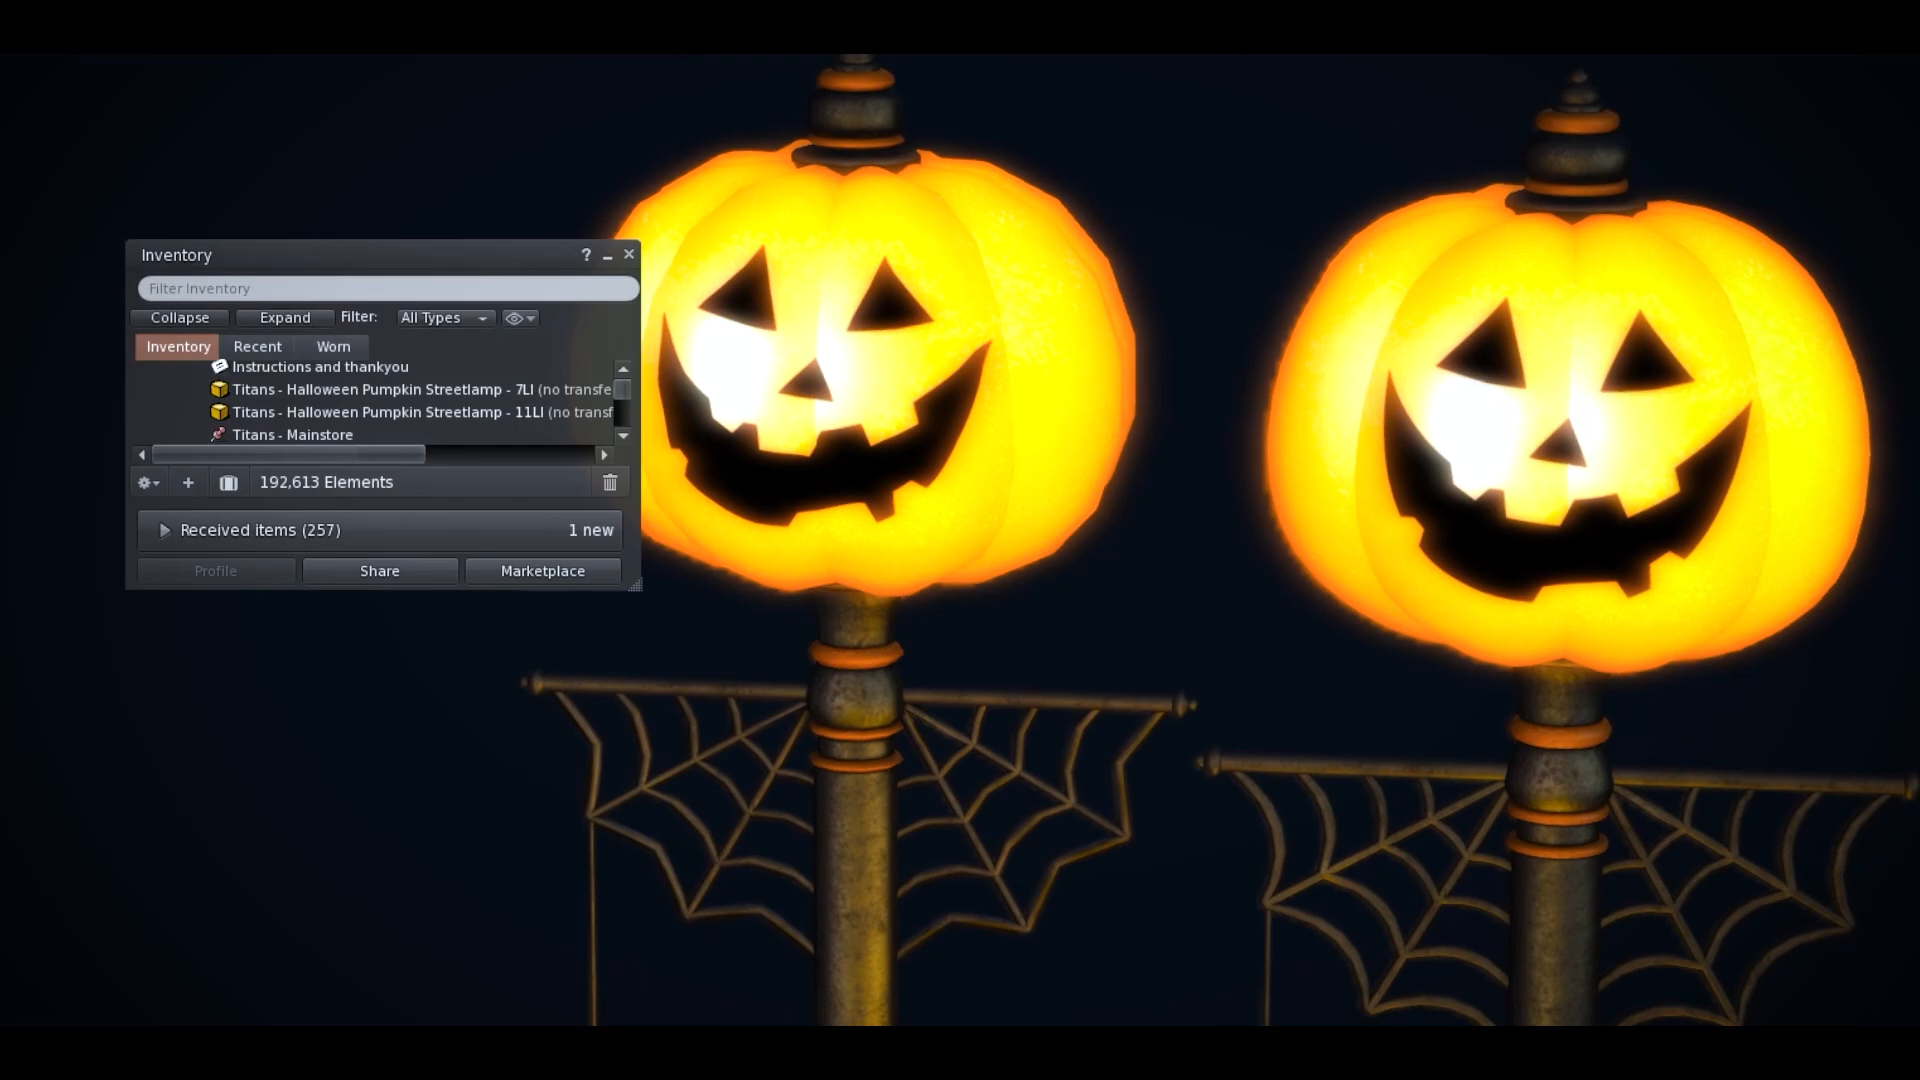 Inventory
Filter Inventory
Collapse Expand Filter: All Types
Inventory Recent Worn
Instructions and thankyou
Titans - Halloween Pumpkin Streetlamp - 7LI (no transfe
Titans - Halloween Pumpkin Streetlamp - 11LI (no transf
Titans - Mainstore
192,613 Elements
Received items (257) 1 new
Profile Share Marketplace